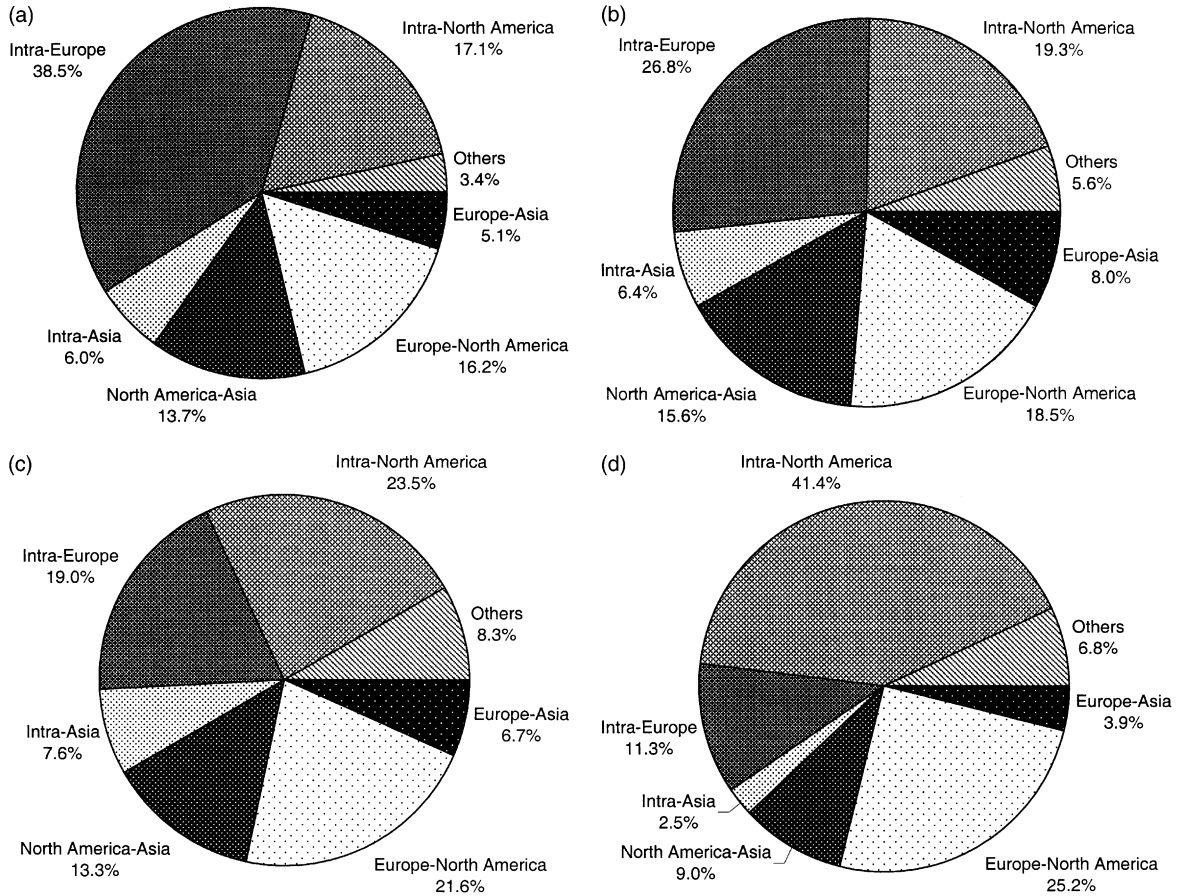 (a)
Intra-Europe
38.5%
Intra-North America
17.1%
Others
3.4%
Europe-Asia
5.1%
Europe-North America
16.2%
North America-Asia
13.7%
Intra-Asia
6.0%
(b)
Intra-Europe
26.8%
Intra-North America
19.3%
Others
5.6%
Europe-Asia
8.0%
Europe-North America
18.5%
North America-Asia
15.6%
Intra-Asia
6.4%
(c)
Intra-North America
23.5%
Intra-Europe
19.0%
Others
8.3%
Europe-Asia
6.7%
Europe-North America
21.6%
North America-Asia
13.3%
Intra-Asia
7.6%
(d)
Intra-North America
41.4%
Others
6.8%
Europe-Asia
3.9%
Europe-North America
25.2%
North America-Asia
9.0%
Intra-Asia
2.5%
Intra-Europe
11.3%